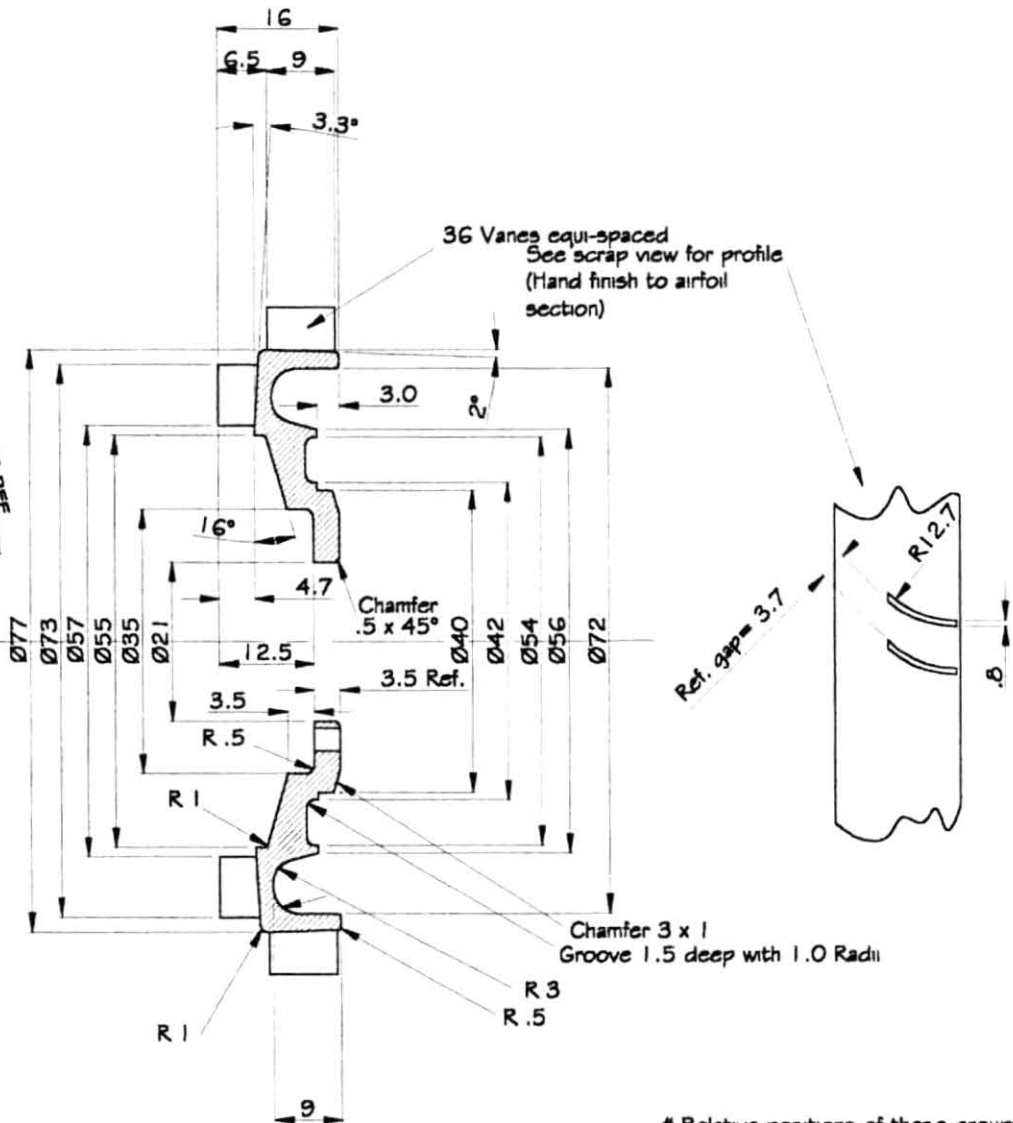 16
6.5
9
3.3°
36 Vanes equi-spaced
See scrap view for profile
(Hand finish to airfoil
section)
3.0
2°
REF
16°
4.7
Chamfer
.5 x 45°
R12.7
Ref. gap= 3.7
.8
Ø77
Ø73
Ø57
Ø55
Ø35
Ø21
12.5
Ø40
Ø42
Ø54
Ø56
Ø72
3.5 Ref.
3.5
R .5
R 1
Chamfer 3 x 1
Groove 1.5 deep with 1.0 Radii
R 3
R .5
R 1
9